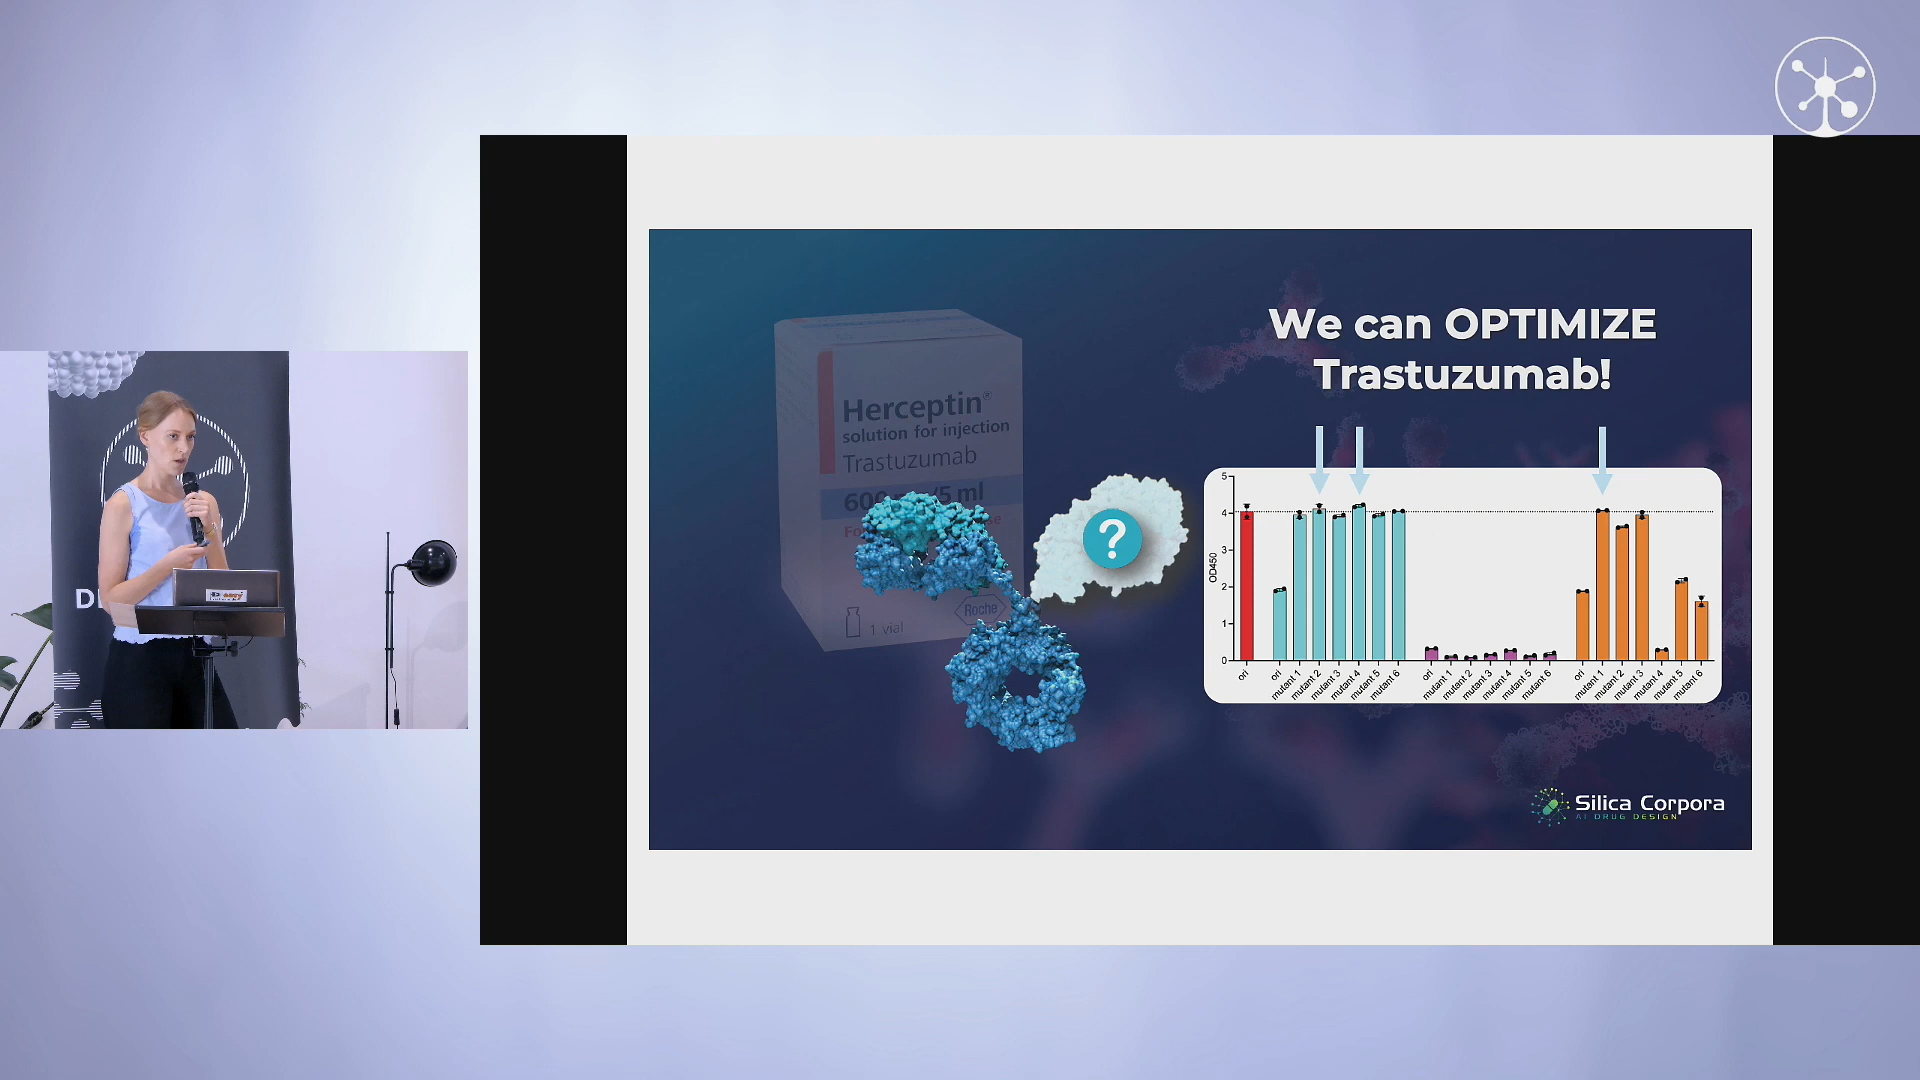 We can OPTIMIZE
Trastuzumab!
Herceptin®
solution for injection
Trastuzumab
600
5 ml
Roche
1 vial
?
OD450
5
4
3
2
1
0
ori
ori
mutant 1
mutant 2
mutant 3
mutant 4
mutant 5
mutant 6
ori
mutant 1
mutant 2
mutant 3
mutant 4
mutant 5
mutant 6
ori
mutant 1
mutant 2
mutant 3
mutant 4
mutant 5
mutant 6
Silica Corpora
AI DRUG DESIGN